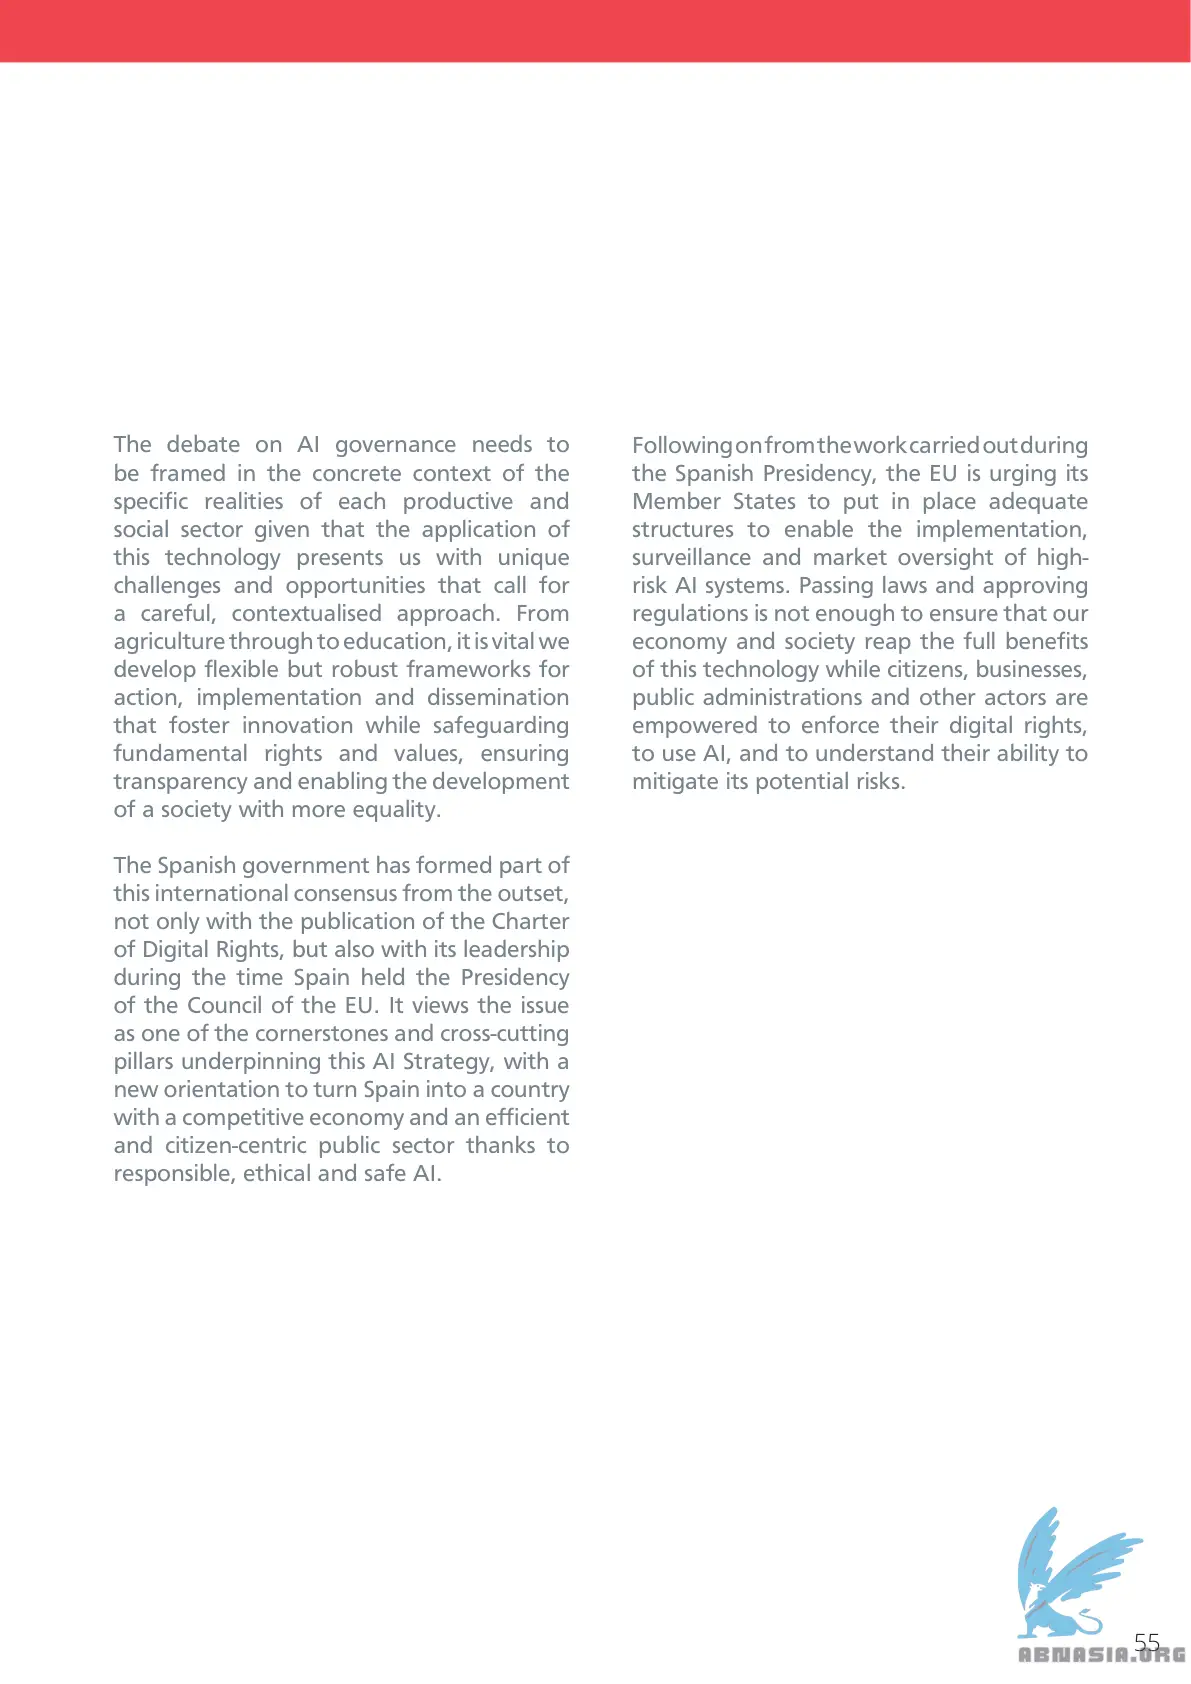 The debate on AI governance needs to
be framed in the concrete context of the
specific realities of each productive and
social sector given that the application of
this technology presents us with unique
challenges and opportunities that call for
a careful, contextualised approach. From
agriculture through to education, it is vital we
develop flexible but robust frameworks for
action, implementation and dissemination
that foster innovation while safeguarding
fundamental rights and values, ensuring
transparency and enabling the development
of a society with more equality.
The Spanish government has formed part of
this international consensus from the outset,
not only with the publication of the Charter
of Digital Rights, but also with its leadership
during the time Spain held the Presidency
of the Council of the EU. It views the issue
as one of the cornerstones and cross-cutting
pillars underpinning this AI Strategy, with a
new orientation to turn Spain into a country
with a competitive economy and an efficient
and citizen-centric public sector thanks to
responsible, ethical and safe AI.
Following on from the work carried out during
the Spanish Presidency, the EU is urging its
Member States to put in place adequate
structures to enable the implementation,
surveillance and market oversight of high-
risk AI systems. Passing laws and approving
regulations is not enough to ensure that our
economy and society reap the full benefits
of this technology while citizens, businesses,
public administrations and other actors are
empowered to enforce their digital rights,
to use AI, and to understand their ability to
mitigate its potential risks.
55
ABNASIA.ORG